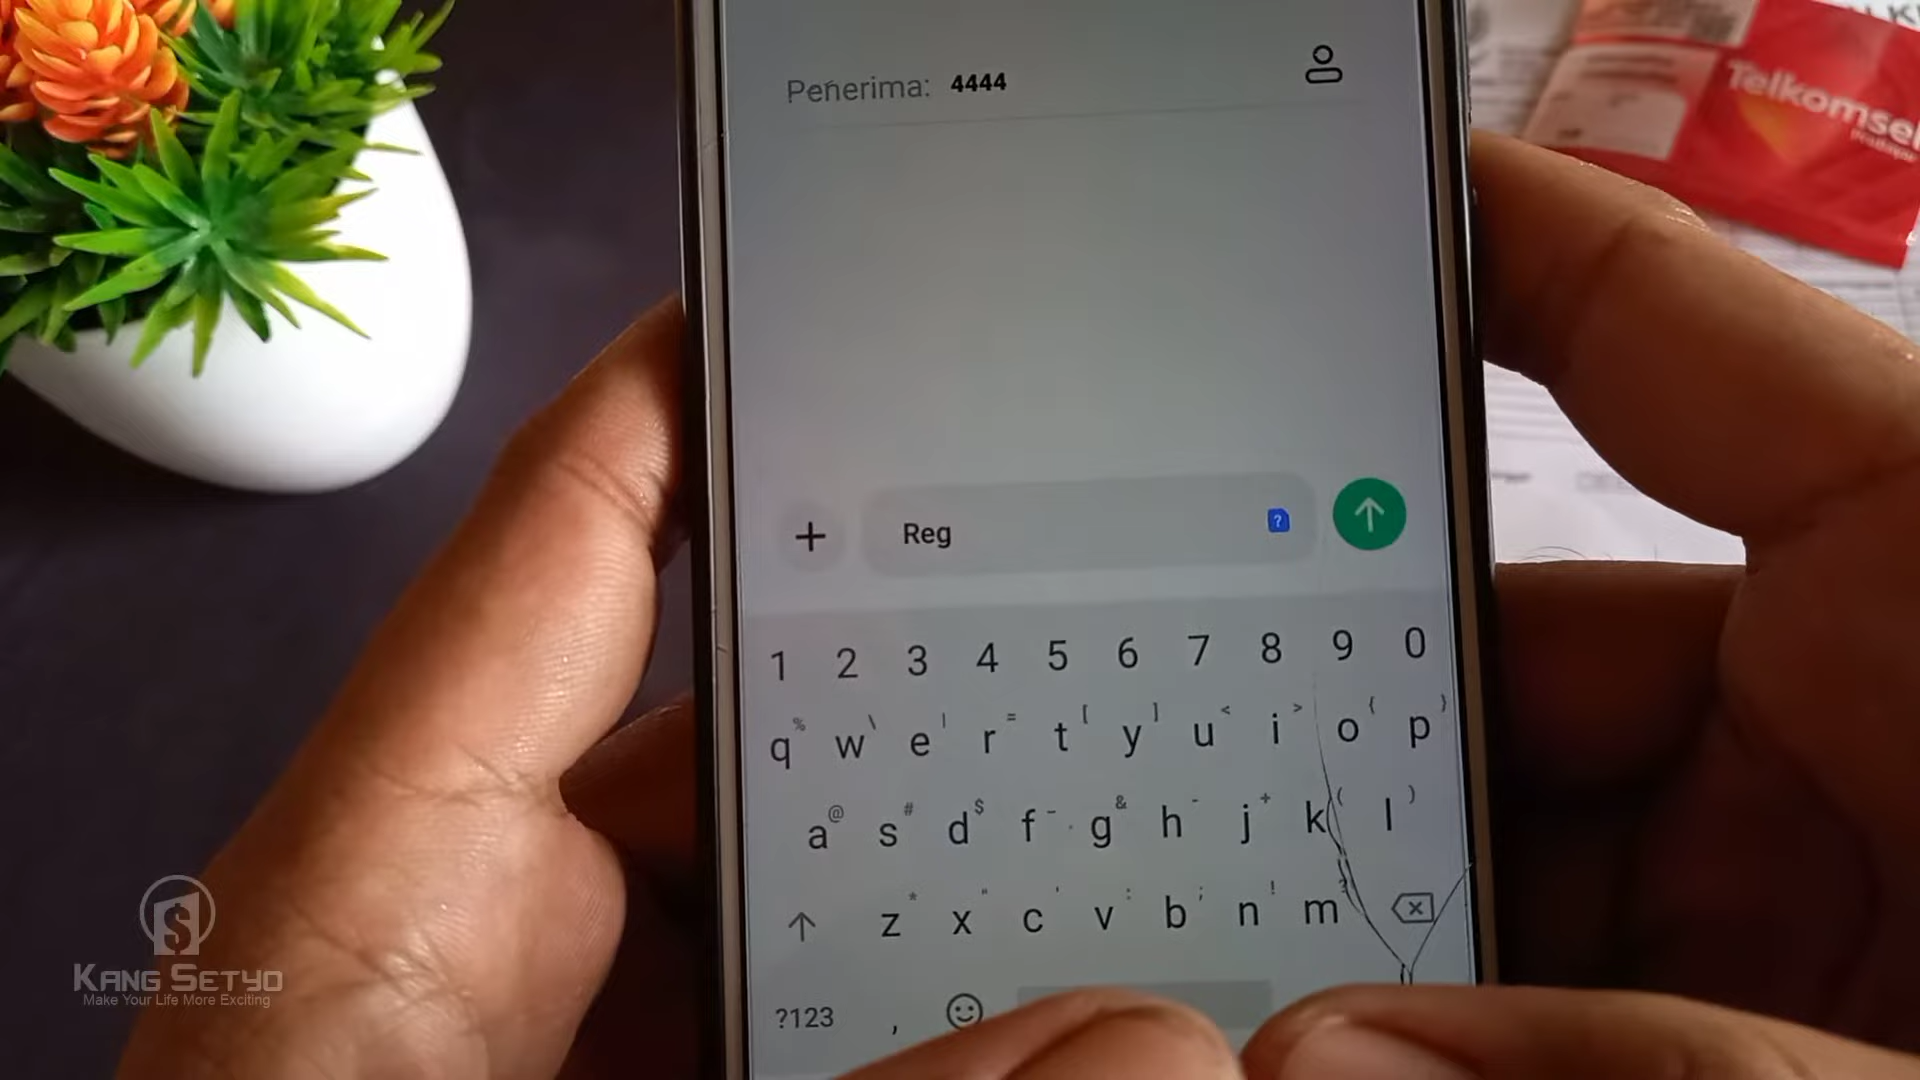 Penerima: 4444
Telkomsel
Reg
?
1 2 3 4 5 6 7 8 9 0
% \ | = [ ] < > { }
q w e r t y u i o p
@ # $ - & - + ( )
a s d f g h j k l
* " ' : ; ! ?
z x c v b n m
?123 ,
$
KANG SETYO
Make Your Life More Exciting